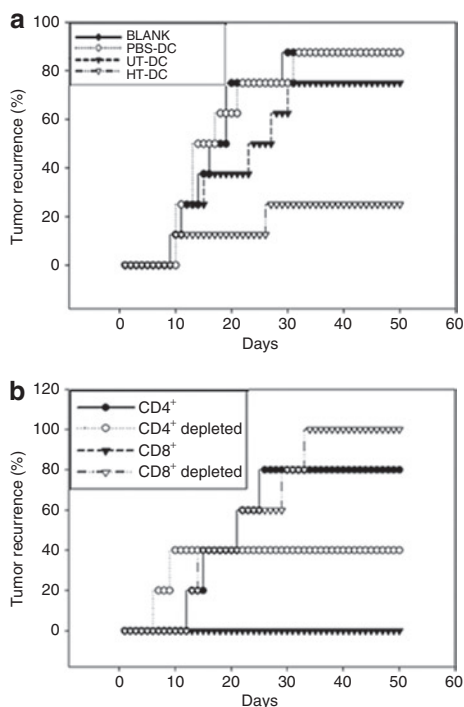 a
100
80
60
40
20
0
Tumor recurrence (%)
BLANK
PBS-DC
UT-DC
HT-DC
0 10 20 30 40 50 60
Days
b
120
100
80
60
40
20
0
Tumor recurrence (%)
CD4⁺
CD4⁺ depleted
CD8⁺
CD8⁺ depleted
0 10 20 30 40 50 60
Days